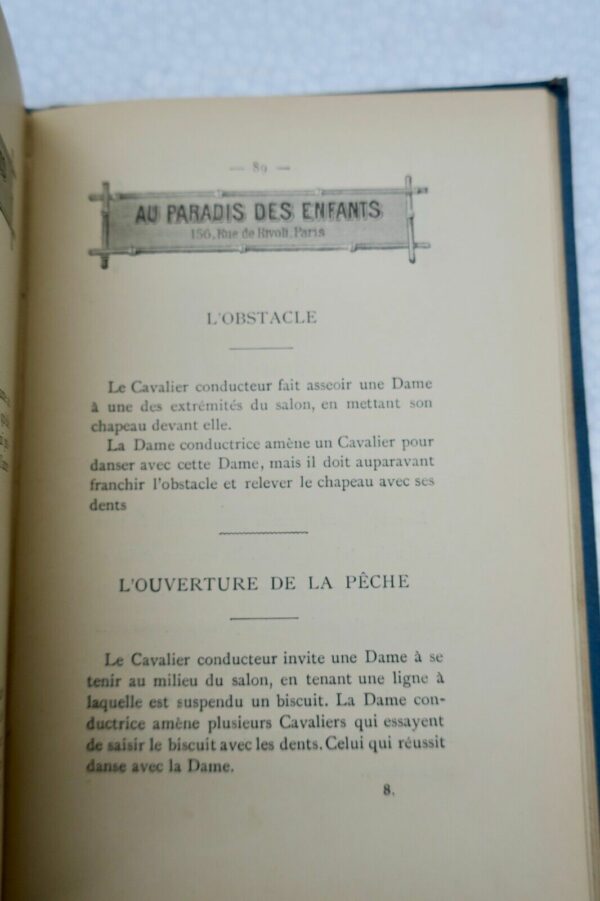 — 89 —
AU PARADIS DES ENFANTS
156, Rue de Rivoli, Paris
L'OBSTACLE
Le Cavalier conducteur fait asseoir une Dame
à une des extrémités du salon, en mettant son
chapeau devant elle.
La Dame conductrice amène un Cavalier pour
danser avec cette Dame, mais il doit auparavant
franchir l'obstacle et relever le chapeau avec ses
dents
L'OUVERTURE DE LA PÊCHE
Le Cavalier conducteur invite une Dame à se
tenir au milieu du salon, en tenant une ligne à
laquelle est suspendu un biscuit. La Dame con-
ductrice amène plusieurs Cavaliers qui essayent
de saisir le biscuit avec les dents. Celui qui réussit
danse avec la Dame.
8.